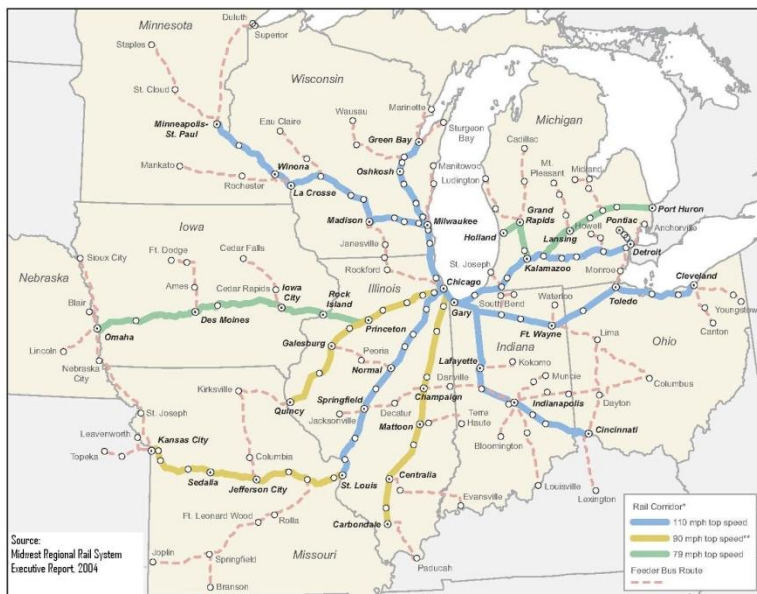 Minnesota
Duluth
Superior
Staples
St. Cloud
Wisconsin
Minneapolis-
St. Paul
Eau Claire
Wausau
Marinette
Green Bay
Sturgeon
Bay
Michigan
Cadillac
Mt.
Pleasant
Midland
Mankato
Rochester
Winona
La Crosse
Oshkosh
Manitowoc
Ludington
Madison
Milwaukee
Grand
Rapids
Holland
Lansing
Howell
Pontiac
Port Huron
Anchorville
Detroit
Iowa
Sioux City
Ft. Dodge
Cedar Falls
Janesville
Rockford
St. Joseph
Kalamazoo
Monroe
Nebraska
Blair
Ames
Cedar Rapids
Iowa
City
Rock
Island
Illinois
Chicago
Gary
South Bend
Waterloo
Toledo
Cleveland
Youngstown
Canton
Omaha
Des Moines
Princeton
Galesburg
Peoria
Normal
Lafayette
Indiana
Ft. Wayne
Lima
Ohio
Lincoln
Nebraska
City
Kirksville
Quincy
Springfield
Jacksonville
Decatur
Danville
Champaign
Kokomo
Muncie
Indianapolis
Columbus
Dayton
St. Joseph
Leavenworth
Kansas City
Topeka
Columbia
Mattoon
Terre
Haute
Bloomington
Cincinnati
Sedalia
Jefferson City
St. Louis
Centralia
Carbondale
Evansville
Louisville
Lexington
Ft. Leonard Wood
Rolla
Missouri
Joplin
Springfield
Branson
Paducah
Source:
Midwest Regional Rail System
Executive Report, 2004
Rail Corridor*
110 mph top speed
90 mph top speed**
79 mph top speed
Feeder Bus Route